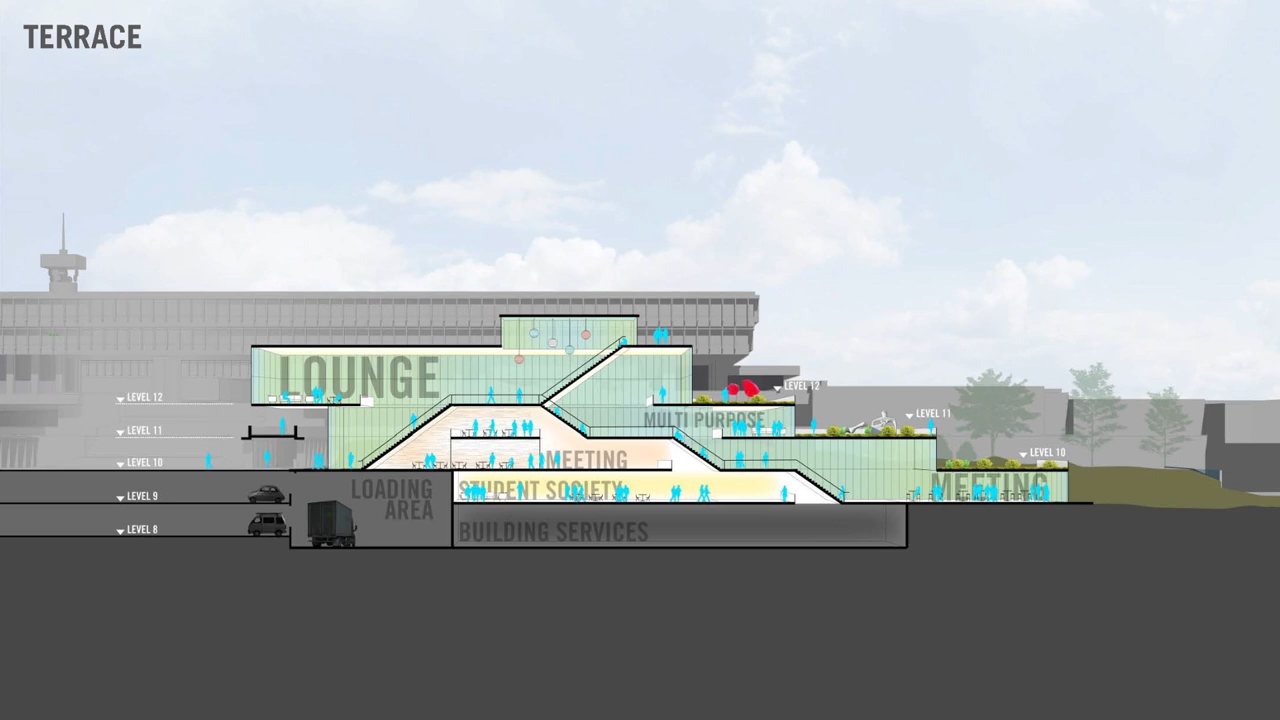 TERRACE
LOUNGE
LEVEL 12
LEVEL 12
MULTI PURPOSE
LEVEL 11
LEVEL 11
LEVEL 10
LEVEL 10
MEETING
LOADING
AREA
STUDENT SOCIETY
MEETING
LEVEL 9
LEVEL 8
BUILDING SERVICES